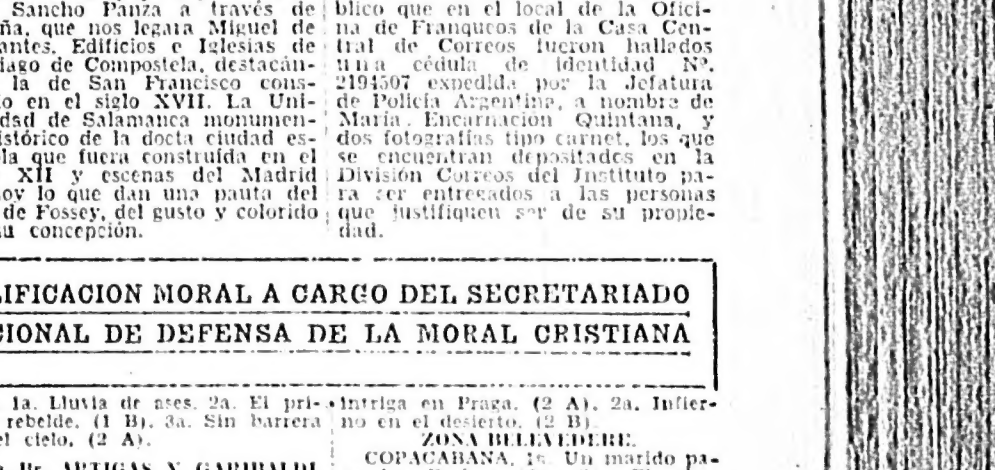 Sancho Panza a través de
ña, que nos legara Miguel de
antes. Edificios e Iglesias de
iago de Compostela, destacán-
la de San Francisco cons-
o en el siglo XVII. La Uni-
dad de Salamanca monumen-
istórico de la docta ciudad es-
la que fuera construída en el
XII y escenas del Madrid
oy lo que dan una pauta del
de Fossey, del gusto y colorido
u concepción.
blico que en el local de la Ofici-
na de Franqueos de la Casa Cen-
tral de Correos fueron hallados
una cédula de identidad Nº.
2194507 expedida por la Jefatura
de Policía Argentina, a nombre de
María Encarnación Quintana, y
dos fotografías tipo carnet, los que
se encuentran depositados en la
División Correos del Instituto pa-
ra ser entregados a las personas
que justifiquen ser de su propie-
dad.
LIFICACION MORAL A CARGO DEL SECRETARIADO
CIONAL DE DEFENSA DE LA MORAL CRISTIANA
1a. Lluvia de ases. 2a. El pri-
rebelde. (1 B). 3a. Sin barrera
el cielo. (2 A).
Br. ARTIGAS Y GARIBALDI
Intriga en Praga. (2 A). 2a. Infier-
no en el desierto. (2 B).
ZONA BELVEDERE.
COPACABANA. 1a. Un marido pa-